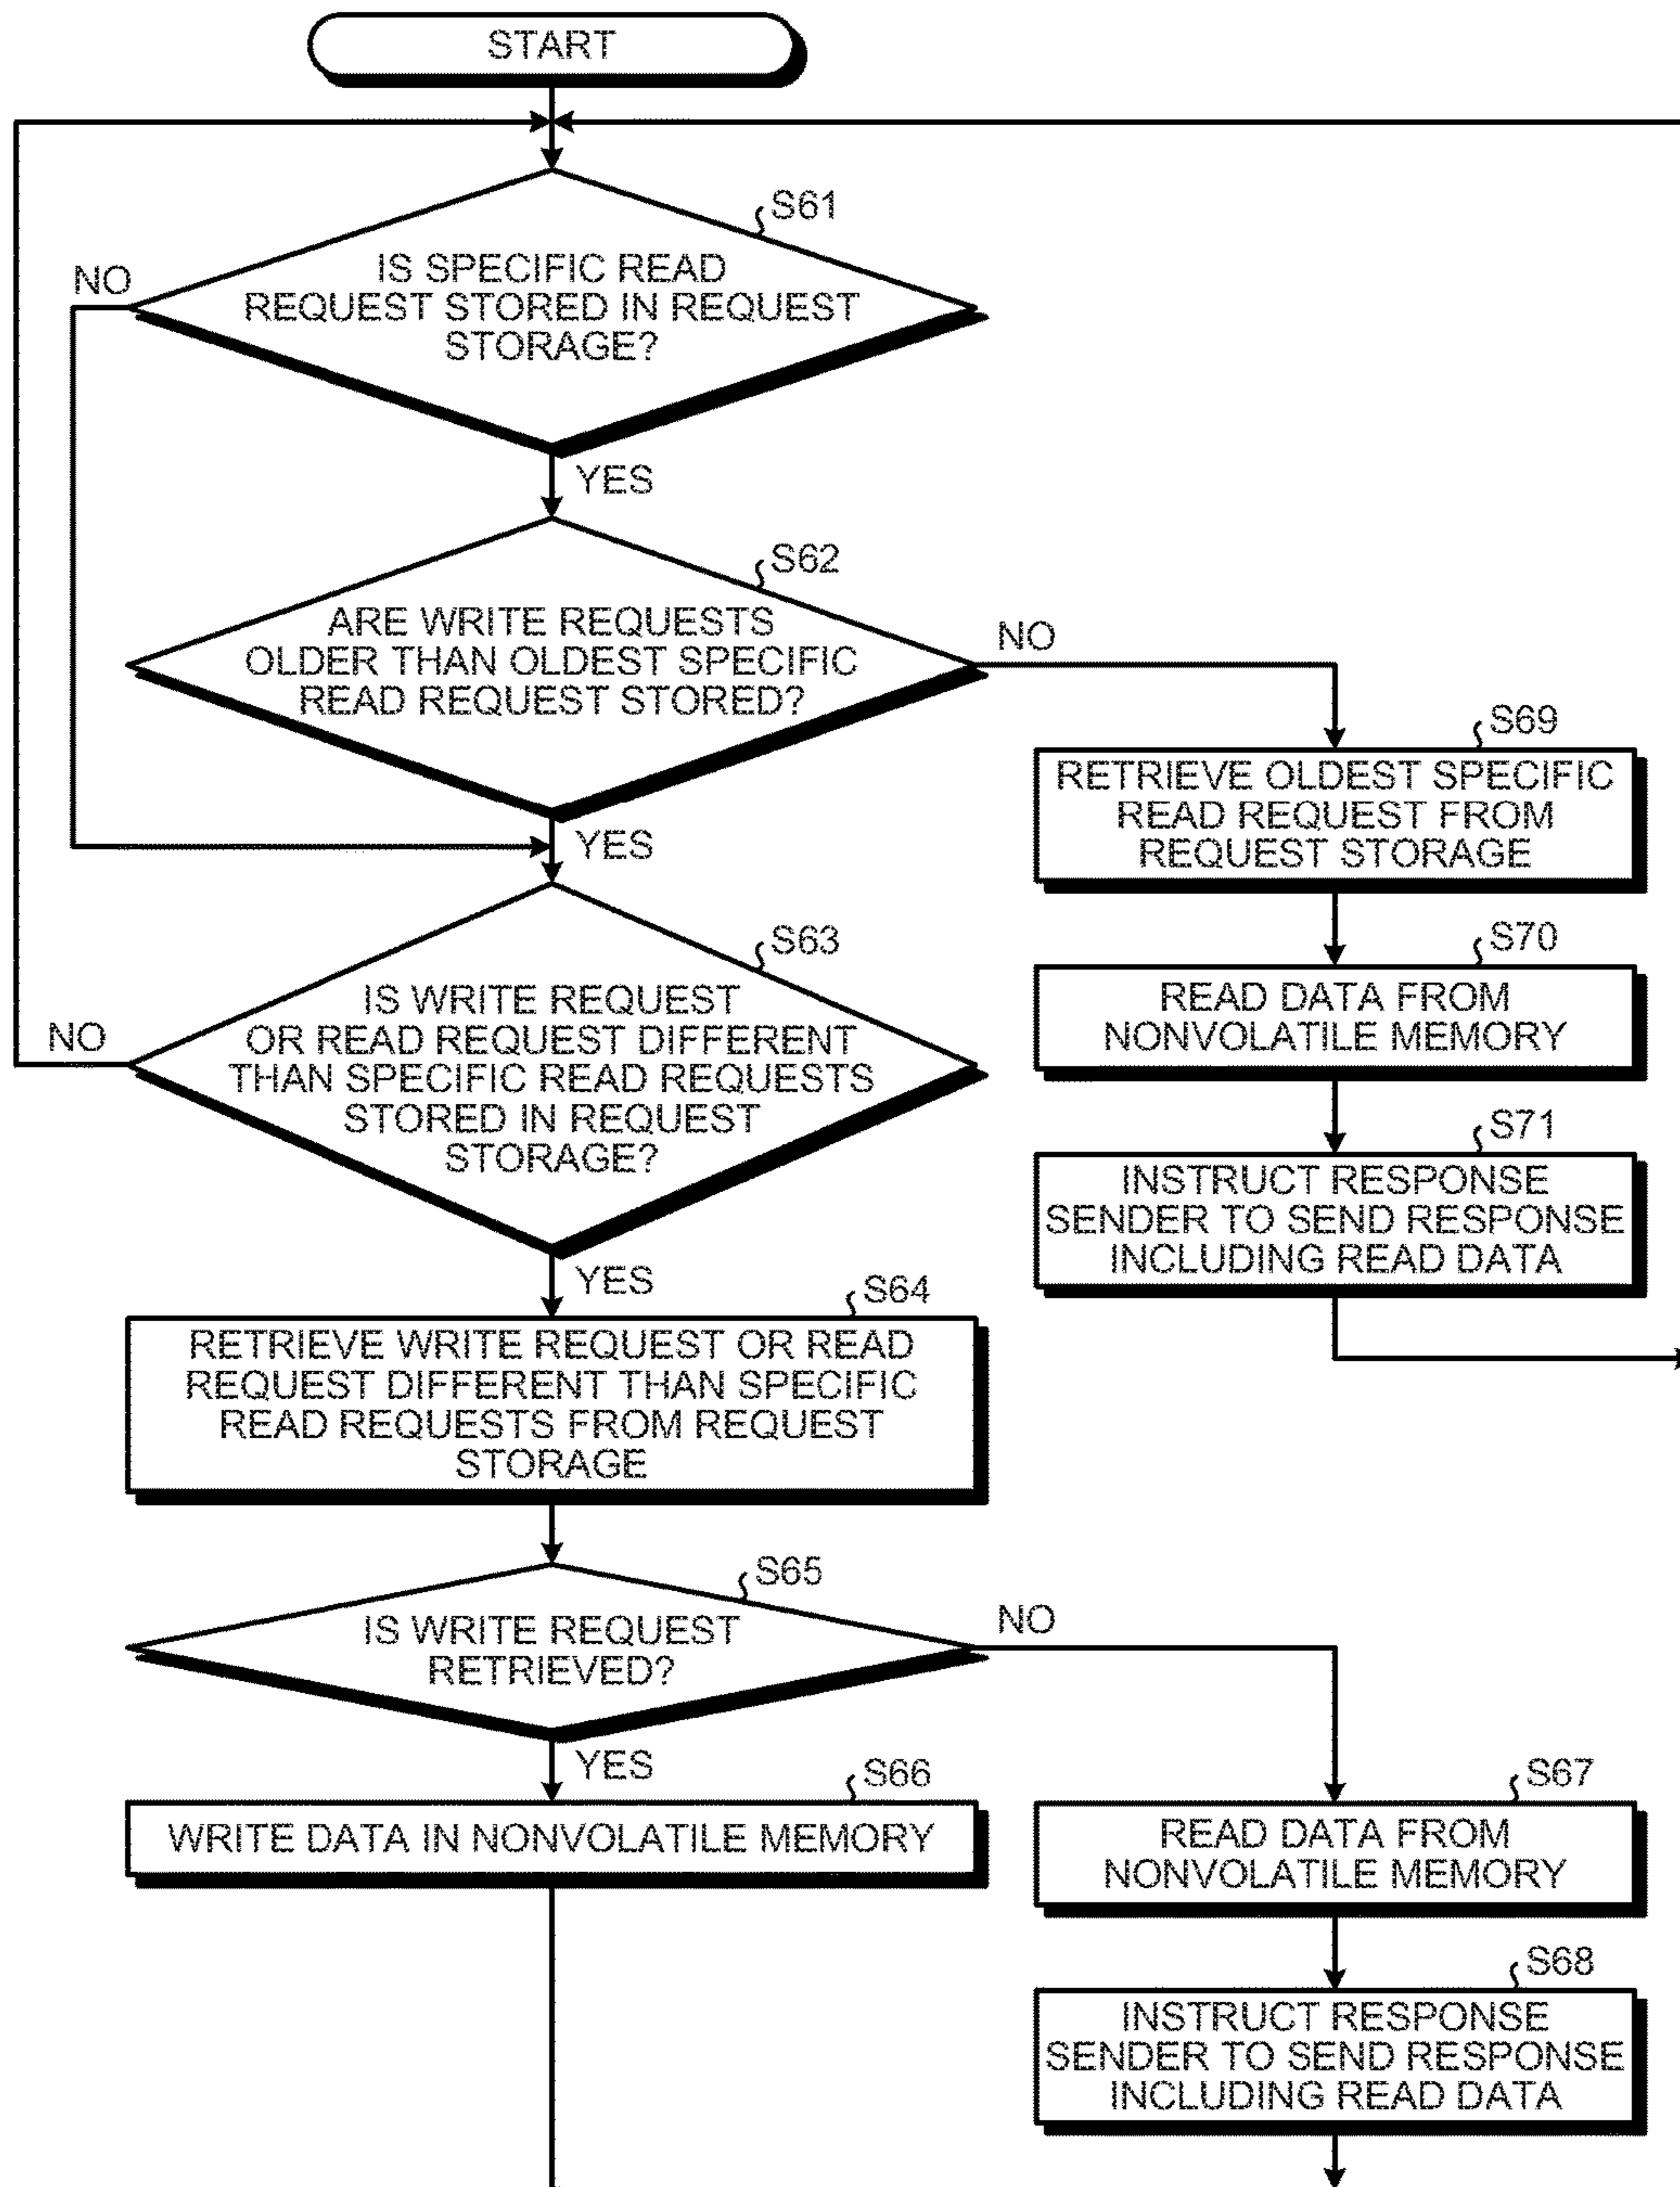 START
S61
IS SPECIFIC READ
REQUEST STORED IN REQUEST
STORAGE?
NO
YES
S62
ARE WRITE REQUESTS
OLDER THAN OLDEST SPECIFIC
READ REQUEST STORED?
NO
YES
S69
RETRIEVE OLDEST SPECIFIC
READ REQUEST FROM
REQUEST STORAGE
S63
IS WRITE REQUEST
OR READ REQUEST DIFFERENT
THAN SPECIFIC READ REQUESTS
STORED IN REQUEST
STORAGE?
NO
YES
S70
READ DATA FROM
NONVOLATILE MEMORY
S71
INSTRUCT RESPONSE
SENDER TO SEND RESPONSE
INCLUDING READ DATA
S64
RETRIEVE WRITE REQUEST OR READ
REQUEST DIFFERENT THAN SPECIFIC
READ REQUESTS FROM REQUEST
STORAGE
S65
IS WRITE REQUEST
RETRIEVED?
NO
YES
S66
WRITE DATA IN NONVOLATILE MEMORY
S67
READ DATA FROM
NONVOLATILE MEMORY
S68
INSTRUCT RESPONSE
SENDER TO SEND RESPONSE
INCLUDING READ DATA